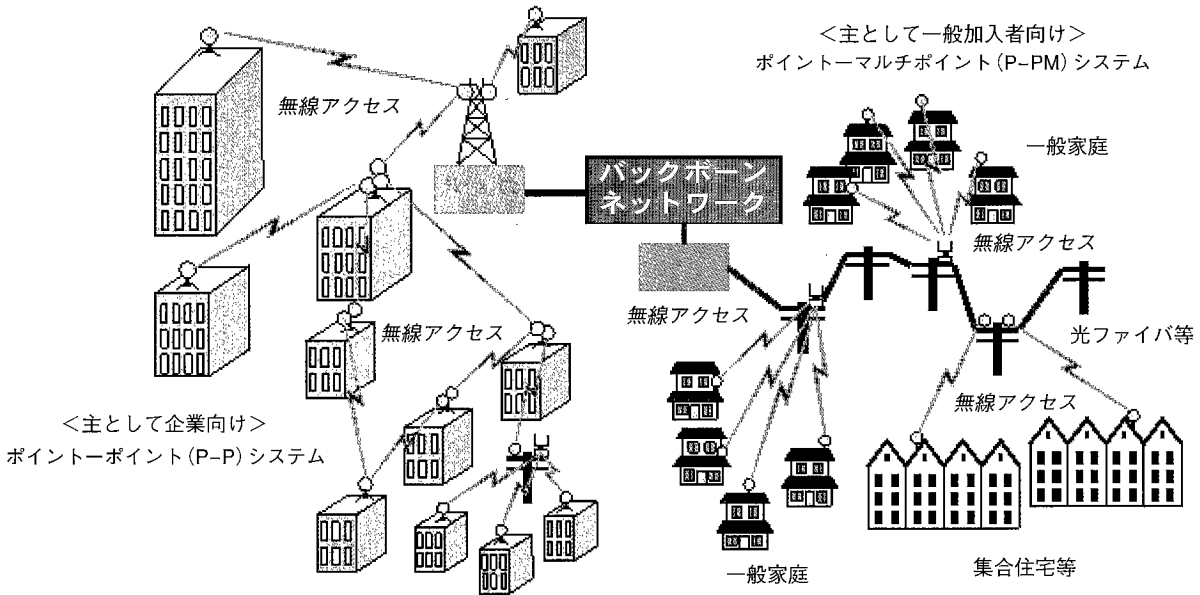 <主として一般加入者向け>
ポイントーマルチポイント(P-PM)システム
無線アクセス
一般家庭
バックボーン
ネットワーク
無線アクセス
無線アクセス
無線アクセス
光ファイバ等
無線アクセス
<主として企業向け>
ポイントーポイント(P-P)システム
一般家庭
集合住宅等